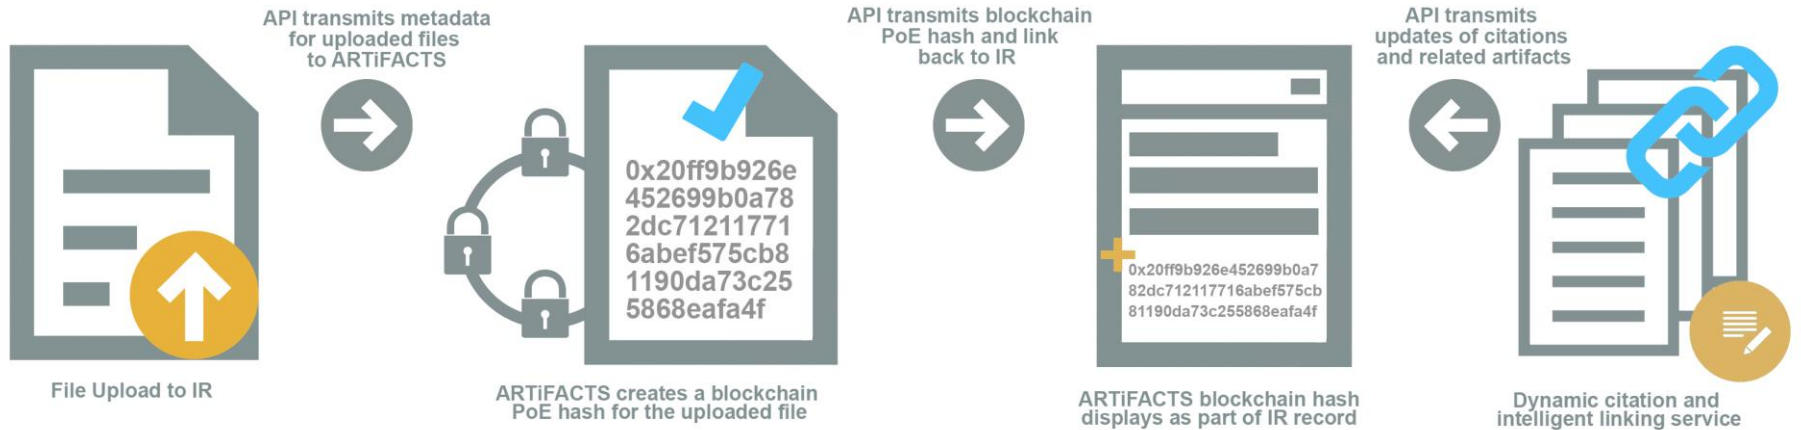 API transmits metadata
for uploaded files
to ARTiFACTS
API transmits blockchain
PoE hash and link
back to IR
API transmits
updates of citations
and related artifacts
0x20ff9b926e
452699b0a78
2dc71211771
6abef575cb8
1190da73c25
5868eafa4f
0x20ff9b926e452699b0a7
82dc712117716abef575cb
81190da73c255868eafa4f
File Upload to IR
ARTiFACTS creates a blockchain
PoE hash for the uploaded file
ARTiFACTS blockchain hash
displays as part of IR record
Dynamic citation and
intelligent linking service